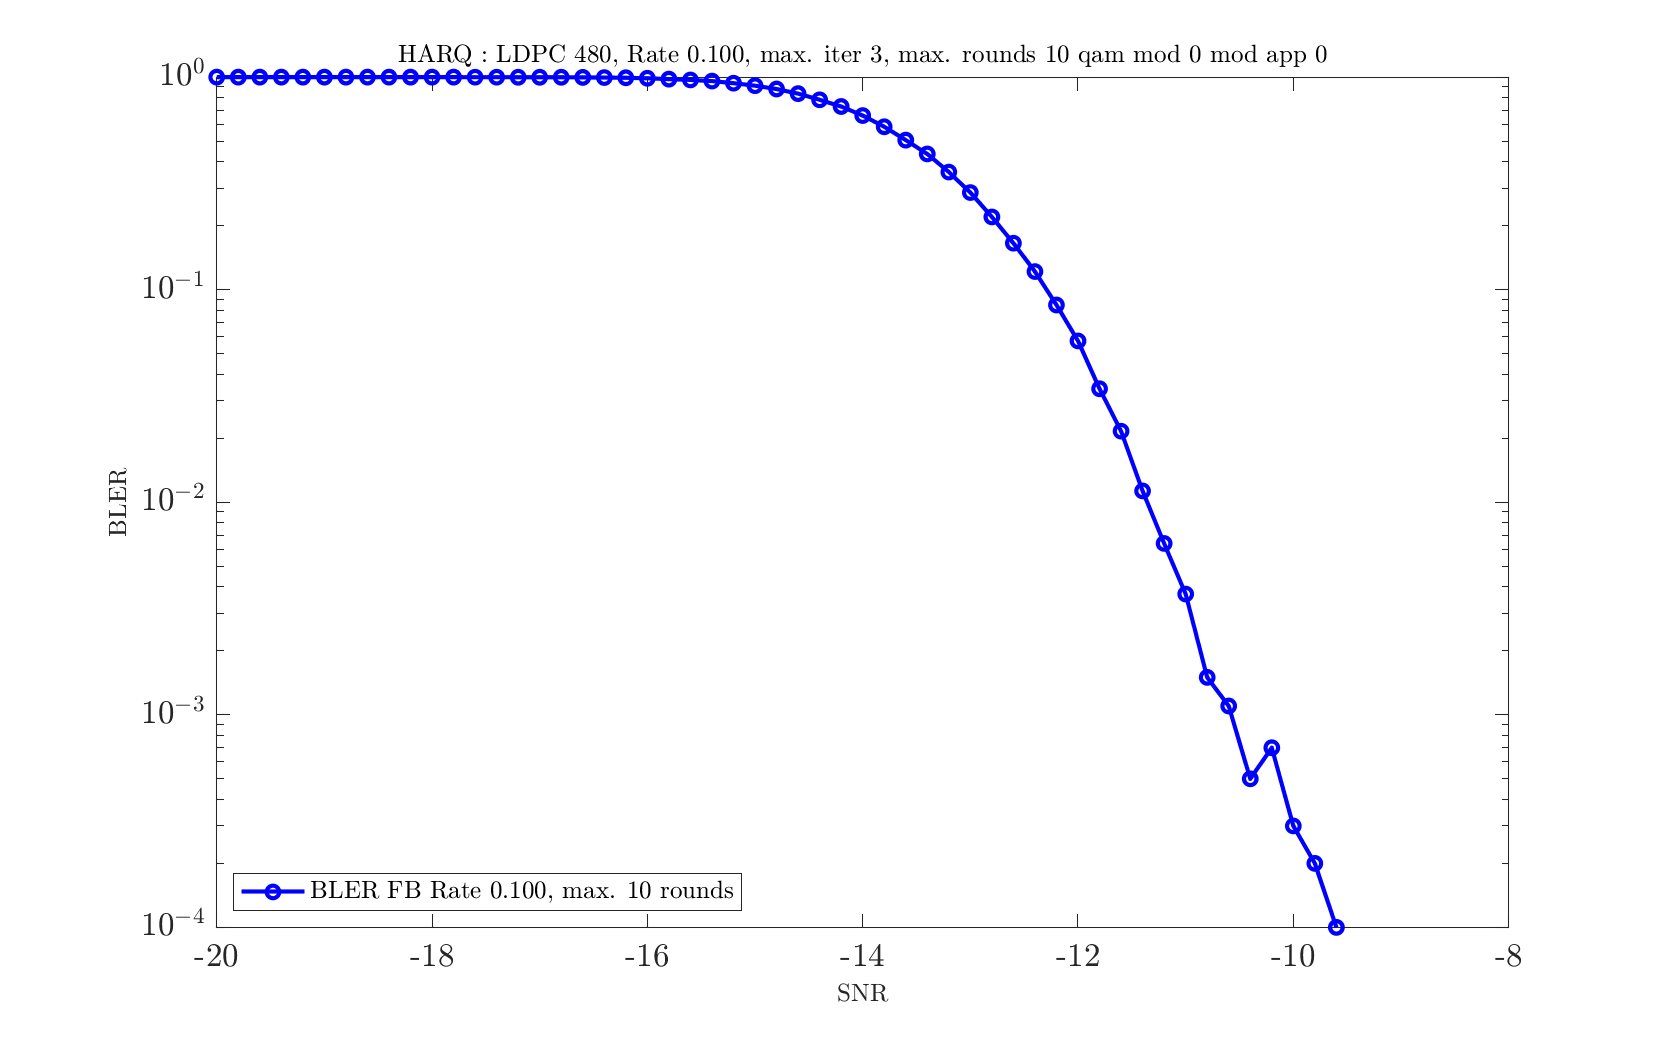 HARQ : LDPC 480, Rate 0.100, max. iter 3, max. rounds 10 qam mod 0 mod app 0
10^0
10^{-1}
10^{-2}
10^{-3}
10^{-4}
BLER
BLER FB Rate 0.100, max. 10 rounds
-20 -18 -16 -14 -12 -10 -8
SNR